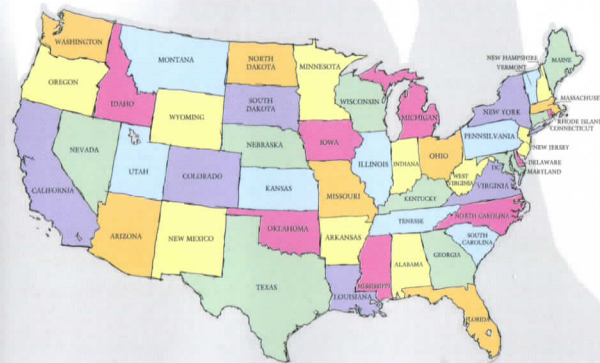 WASHINGTON
OREGON
CALIFORNIA
IDAHO
NEVADA
MONTANA
WYOMING
UTAH
ARIZONA
COLORADO
NEW MEXICO
NORTH
DAKOTA
SOUTH
DAKOTA
NEBRASKA
KANSAS
OKLAHOMA
TEXAS
MINNESOTA
IOWA
MISSOURI
ARKANSAS
LOUISIANA
WISCONSIN
ILLINOIS
MICHIGAN
INDIANA
OHIO
KENTUCKY
TENESSE
MISSISSIPPI
ALABAMA
GEORGIA
FLORIDA
SOUTH
CAROLINA
NORTH CAROLINA
VIRGINIA
WEST
VIRGINIA
DC
PENNSILVANIA
NEW YORK
NEW HAMPSHIRE
VERMONT
MAINE
MASSACHUSE
RHODE ISLAN
CONNECTICUT
NEW JERSEY
DELAWARE
MARYLAND